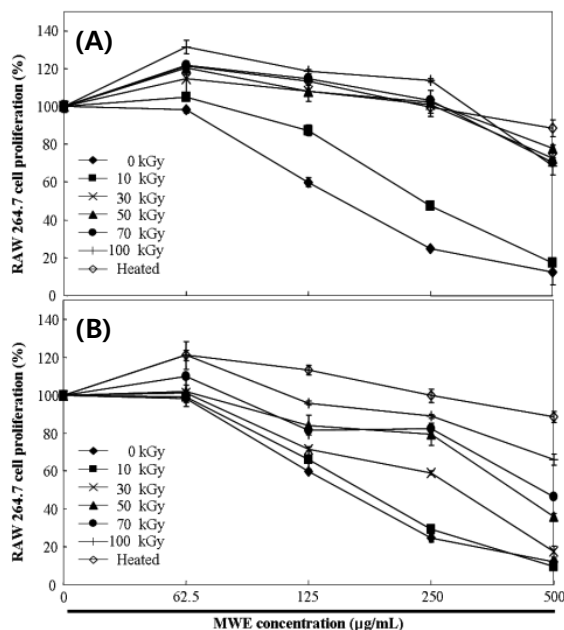 (A)
RAW 264.7 cell proliferation (%)
140
120
100
80
60
40
20
0
0 kGy
10 kGy
30 kGy
50 kGy
70 kGy
100 kGy
Heated
(B)
RAW 264.7 cell proliferation (%)
140
120
100
80
60
40
20
0
0 kGy
10 kGy
30 kGy
50 kGy
70 kGy
100 kGy
Heated
0 62.5 125 250 500
MWE concentration (µg/mL)